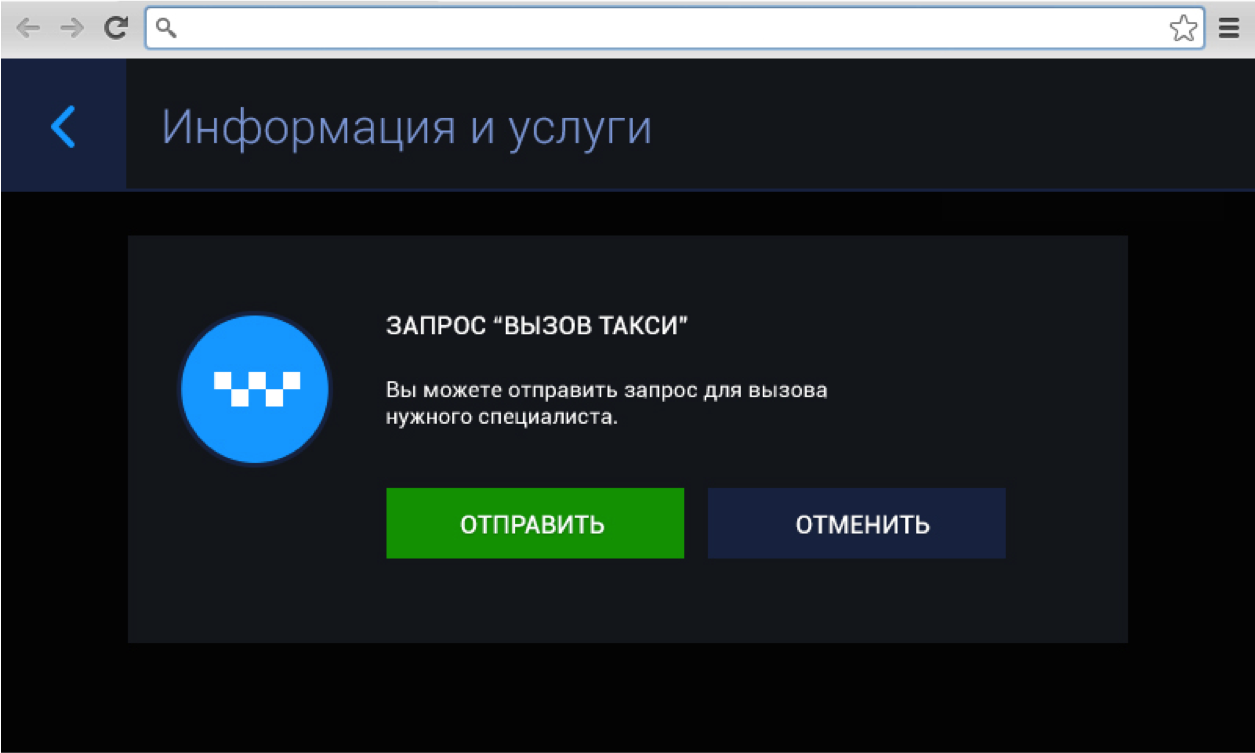 Информация и услуги
ЗАПРОС “ВЫЗОВ ТАКСИ”
Вы можете отправить запрос для вызова
нужного специалиста.
ОТПРАВИТЬ ОТМЕНИТЬ